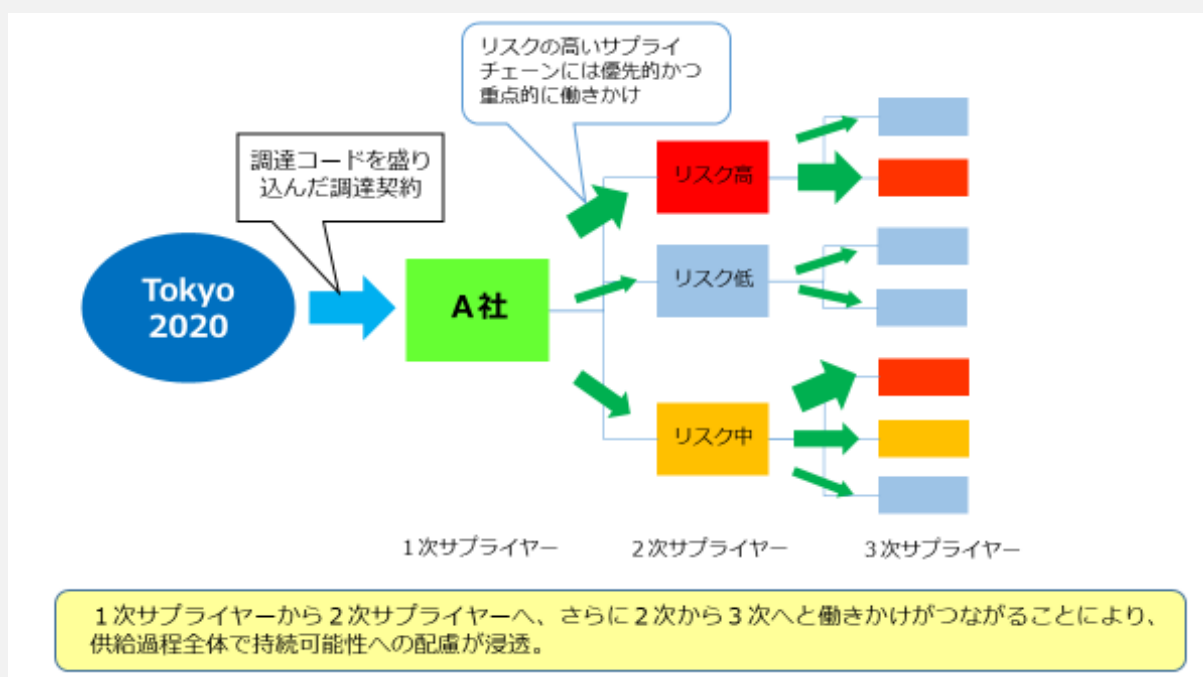 リスクの高いサプライ
チェーンには優先的かつ
重点的に働きかけ
調達コードを盛り
込んだ調達契約
Tokyo
2020
A社
リスク高
リスク低
リスク中
1次サプライヤー
2次サプライヤー
3次サプライヤー
1次サプライヤーから2次サプライヤーへ、さらに2次から3次へと働きかけがつながることにより、
供給過程全体で持続可能性への配慮が浸透。